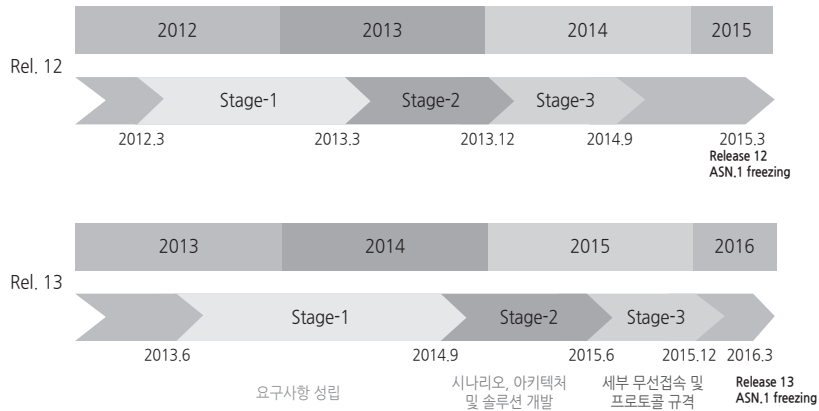 2012 2013 2014 2015
Rel. 12
Stage-1 Stage-2 Stage-3
2012.3 2013.3 2013.12 2014.9 2015.3
Release 12
ASN.1 freezing
2013 2014 2015 2016
Rel. 13
Stage-1 Stage-2 Stage-3
2013.6 2014.9 2015.6 2015.12 2016.3
요구사항 성립
시나리오, 아키텍처
및 솔루션 개발
세부 무선접속 및
프로토콜 규격
Release 13
ASN.1 freezing